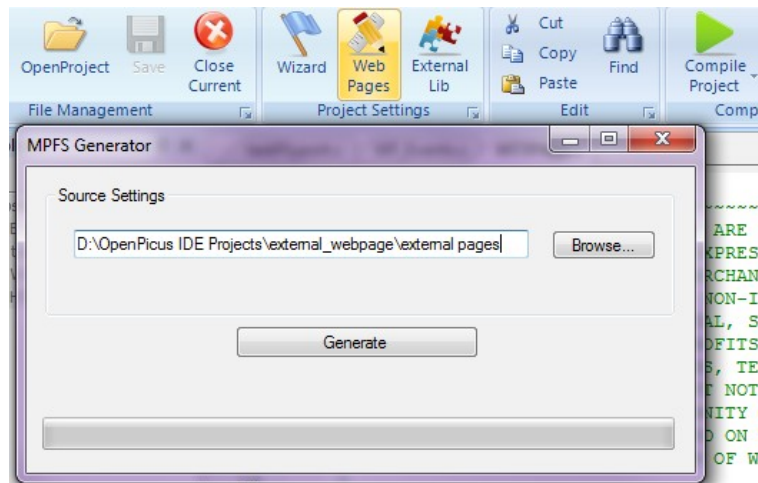 OpenProject Save Close Current Wizard Web Pages External Lib Cut Copy Paste Find Compile Project
File Management Project Settings Edit Comp
MPFS Generator
Source Settings
D:\OpenPicus IDE Projects\external_webpage\external pages
Browse...
Generate
~~~~~
ARE
XPRES
RCHAN
NON-I
AL, S
OFITS
S, TE
T NOT
NITY
D ON
OF W